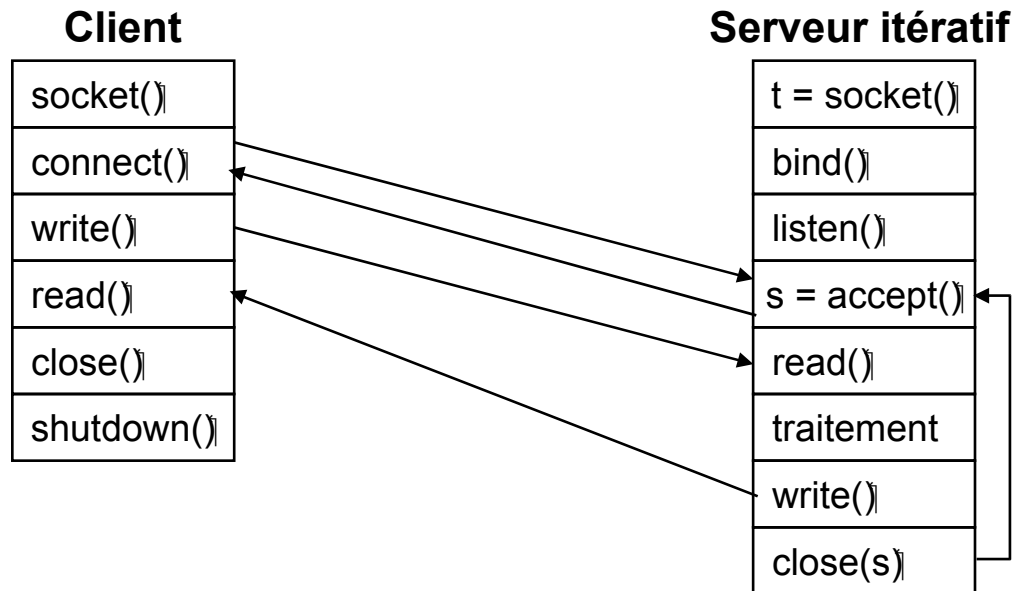 Client
socket()
connect()
write()
read()
close()
shutdown()
Serveur itératif
t = socket()
bind()
listen()
s = accept()
read()
traitement
write()
close(s)